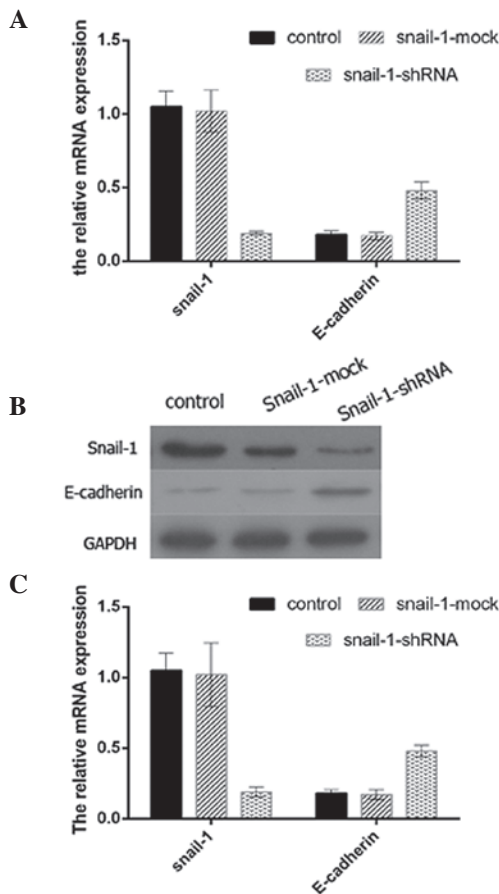 A
control
snail-1-mock
snail-1-shRNA
the relative mRNA expression
1.5
1.0
0.5
0.0
snail-1
E-cadherin
B
control
Snail-1-mock
Snail-1-shRNA
Snail-1
E-cadherin
GAPDH
C
control
snail-1-mock
snail-1-shRNA
The relative mRNA expression
1.5
1.0
0.5
0.0
snail-1
E-cadherin